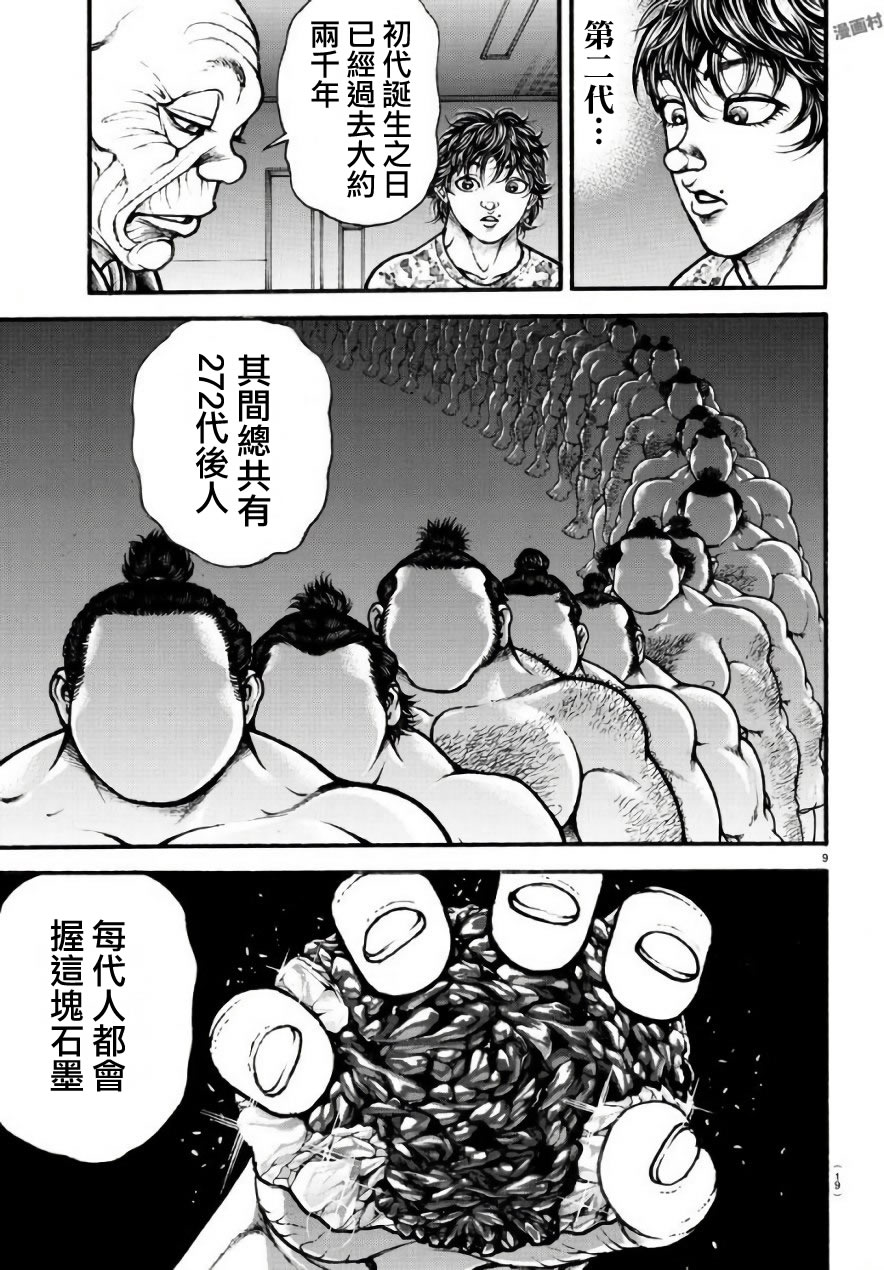 漫画村
第二代…
初代誕生之日
已經過去大約
兩千年
其間總共有
272代後人
9
每代人都會
握這塊石墨
(19)